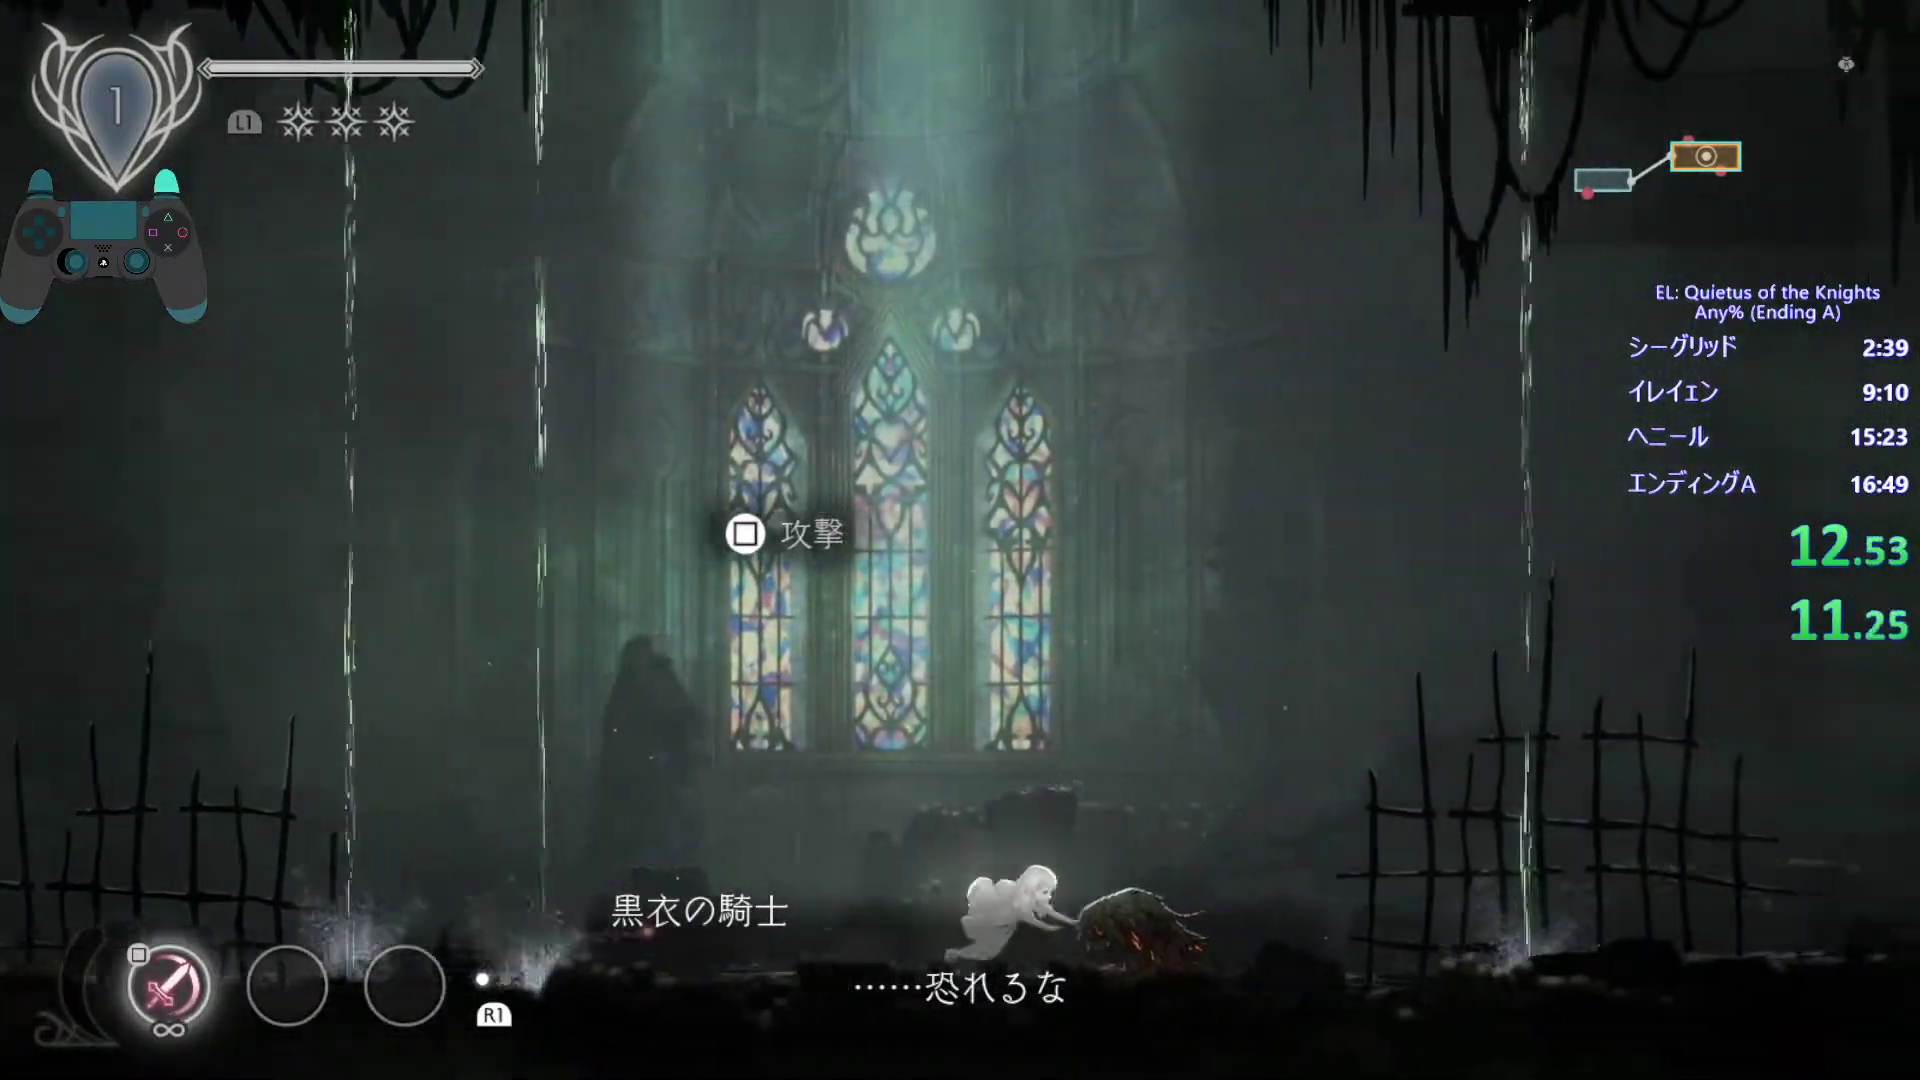 1
L1
EL: Quietus of the Knights
Any% (Ending A)
シーグリッド 2:39
イレイェン 9:10
ヘニール 15:23
エンディングA 16:49
12.53
11.25
攻撃
黒衣の騎士
……恐れるな
∞
R1